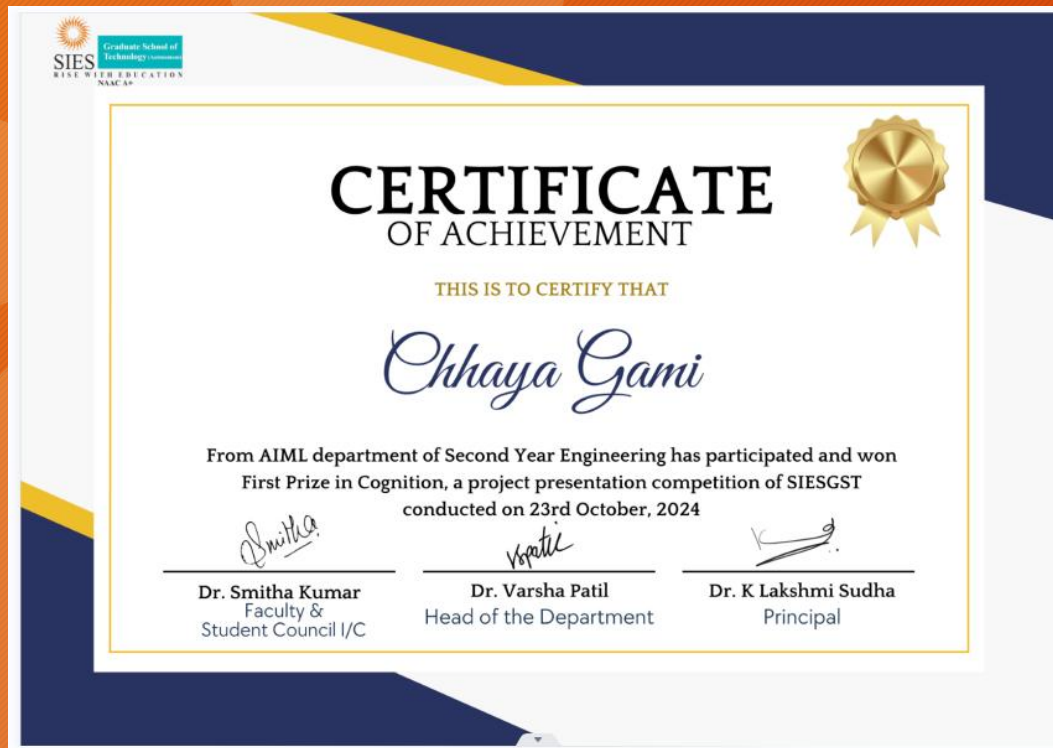 SIES
Graduate School of
Technology
RISE WITH EDUCATION
NAAC A+
CERTIFICATE
OF ACHIEVEMENT
THIS IS TO CERTIFY THAT
Chhaya Gami
From AIML department of Second Year Engineering has participated and won
First Prize in Cognition, a project presentation competition of SIESGST
conducted on 23rd October, 2024
Smitha
vspatil
Dr. Smitha Kumar
Faculty &
Student Council I/C
Dr. Varsha Patil
Head of the Department
Dr. K Lakshmi Sudha
Principal